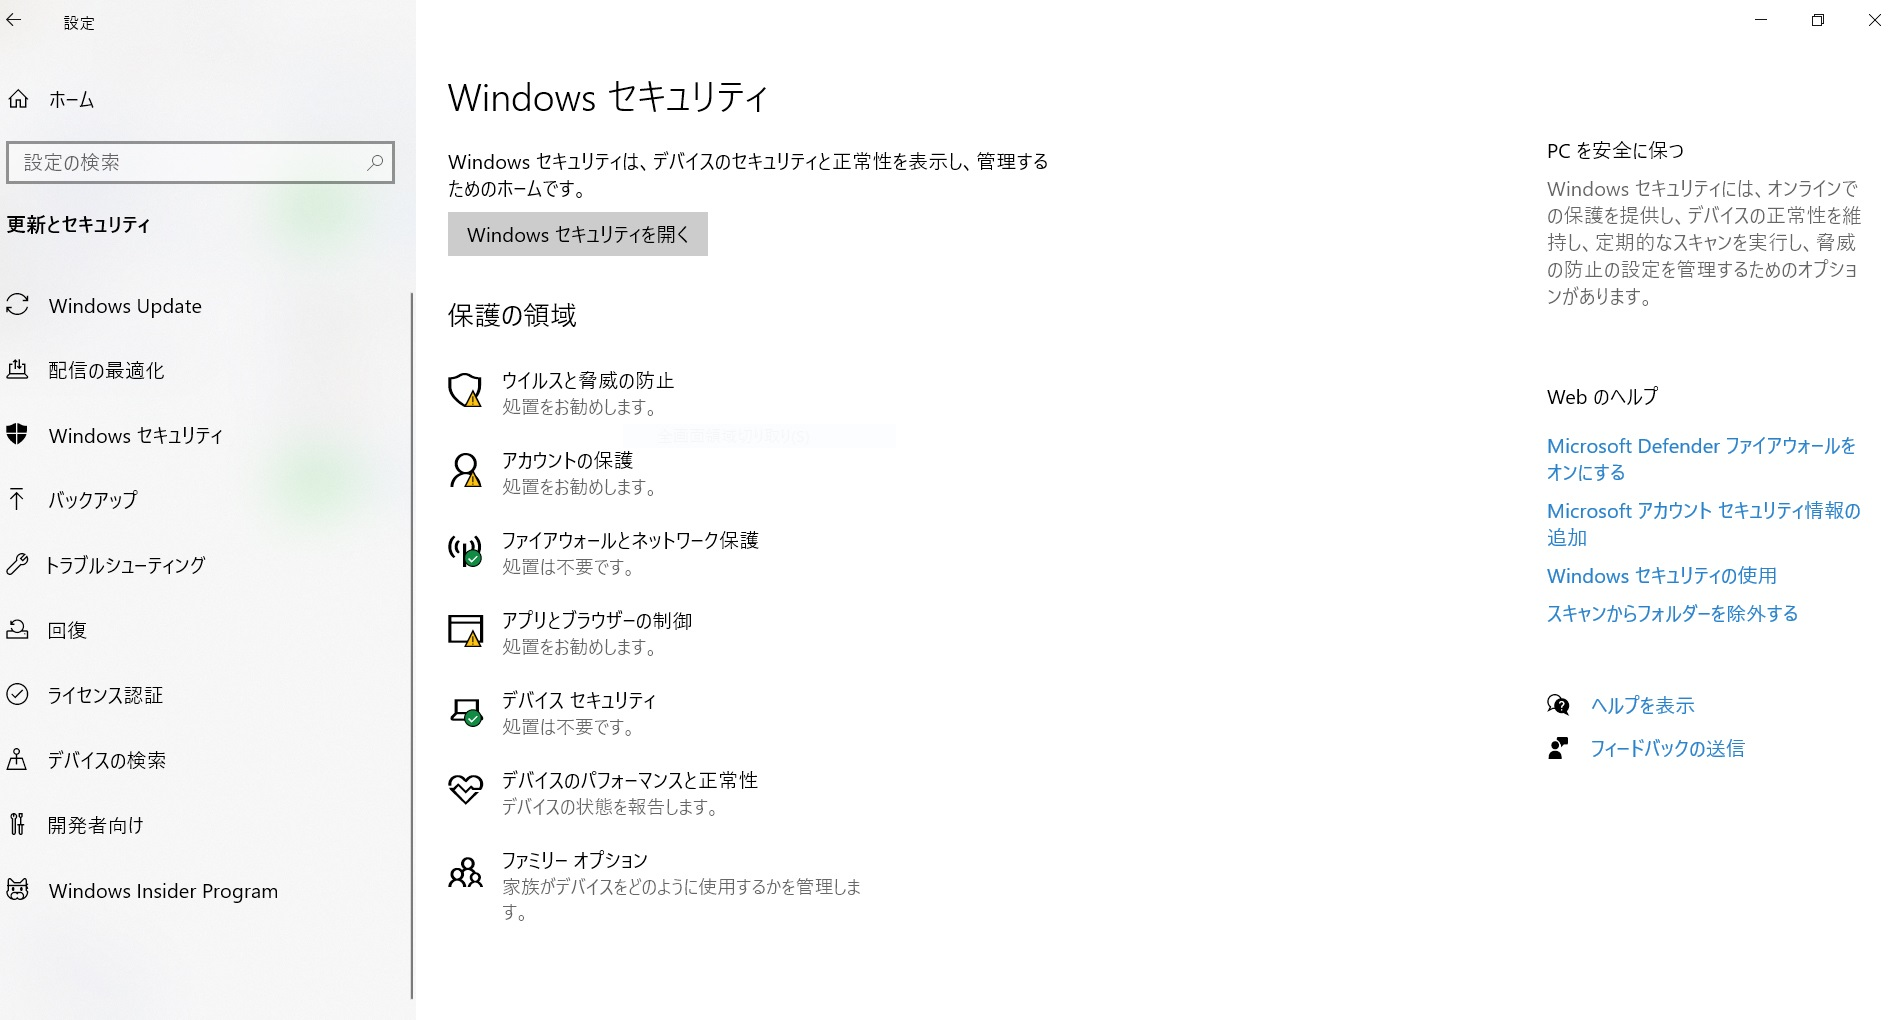 設定
ホーム
設定の検索
更新とセキュリティ
Windows Update
配信の最適化
Windows セキュリティ
バックアップ
トラブルシューティング
回復
ライセンス認証
デバイスの検索
開発者向け
Windows Insider Program
Windows セキュリティ
Windows セキュリティは、デバイスのセキュリティと正常性を表示し、管理する
ためのホームです。
Windows セキュリティを開く
保護の領域
ウイルスと脅威の防止
処置をお勧めします。
全画面領域切り取り(S)
アカウントの保護
処置をお勧めします。
ファイアウォールとネットワーク保護
処置は不要です。
アプリとブラウザーの制御
処置をお勧めします。
デバイス セキュリティ
処置は不要です。
デバイスのパフォーマンスと正常性
デバイスの状態を報告します。
ファミリー オプション
家族がデバイスをどのように使用するかを管理しま
す。
PC を安全に保つ
Windows セキュリティには、オンラインで
の保護を提供し、デバイスの正常性を維
持し、定期的なスキャンを実行し、脅威
の防止の設定を管理するためのオプショ
ンがあります。
Web のヘルプ
Microsoft Defender ファイアウォールを
オンにする
Microsoft アカウント セキュリティ情報の
追加
Windows セキュリティの使用
スキャンからフォルダーを除外する
ヘルプを表示
フィードバックの送信